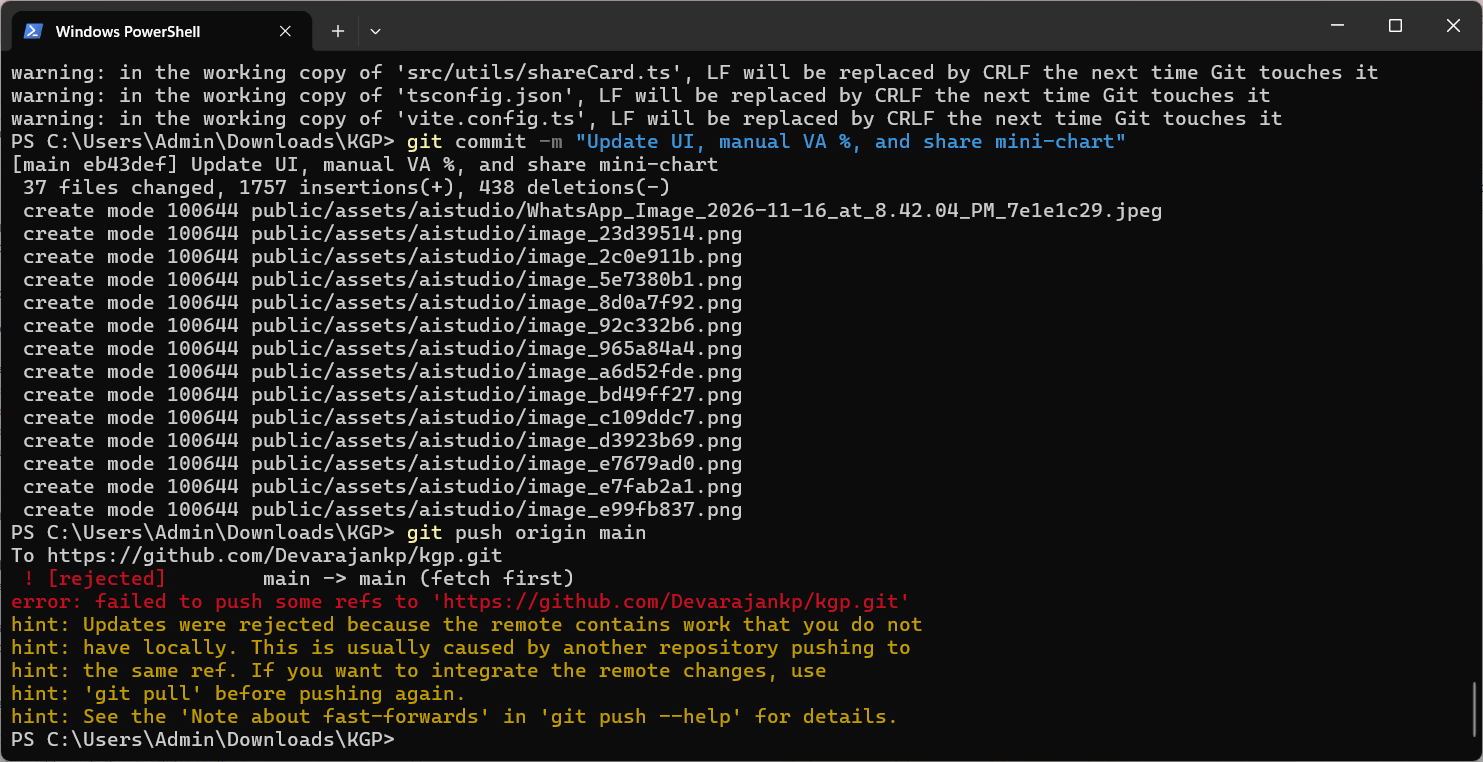 Windows PowerShell
warning: in the working copy of 'src/utils/shareCard.ts', LF will be replaced by CRLF the next time Git touches it
warning: in the working copy of 'tsconfig.json', LF will be replaced by CRLF the next time Git touches it
warning: in the working copy of 'vite.config.ts', LF will be replaced by CRLF the next time Git touches it
PS C:\Users\Admin\Downloads\KGP> git commit -m "Update UI, manual VA %, and share mini-chart"
[main eb43def] Update UI, manual VA %, and share mini-chart
 37 files changed, 1757 insertions(+), 438 deletions(-)
 create mode 100644 public/assets/aistudio/WhatsApp_Image_2026-11-16_at_8.42.04_PM_7e1e1c29.jpeg
 create mode 100644 public/assets/aistudio/image_23d39514.png
 create mode 100644 public/assets/aistudio/image_2c0e911b.png
 create mode 100644 public/assets/aistudio/image_5e7380b1.png
 create mode 100644 public/assets/aistudio/image_8d0a7f92.png
 create mode 100644 public/assets/aistudio/image_92c332b6.png
 create mode 100644 public/assets/aistudio/image_965a84a4.png
 create mode 100644 public/assets/aistudio/image_a6d52fde.png
 create mode 100644 public/assets/aistudio/image_bd49ff27.png
 create mode 100644 public/assets/aistudio/image_c109ddc7.png
 create mode 100644 public/assets/aistudio/image_d3923b69.png
 create mode 100644 public/assets/aistudio/image_e7679ad0.png
 create mode 100644 public/assets/aistudio/image_e7fab2a1.png
 create mode 100644 public/assets/aistudio/image_e99fb837.png
PS C:\Users\Admin\Downloads\KGP> git push origin main
To https://github.com/Devarajankp/kgp.git
 ! [rejected]        main -> main (fetch first)
error: failed to push some refs to 'https://github.com/Devarajankp/kgp.git'
hint: Updates were rejected because the remote contains work that you do not
hint: have locally. This is usually caused by another repository pushing to
hint: the same ref. If you want to integrate the remote changes, use
hint: 'git pull' before pushing again.
hint: See the 'Note about fast-forwards' in 'git push --help' for details.
PS C:\Users\Admin\Downloads\KGP>